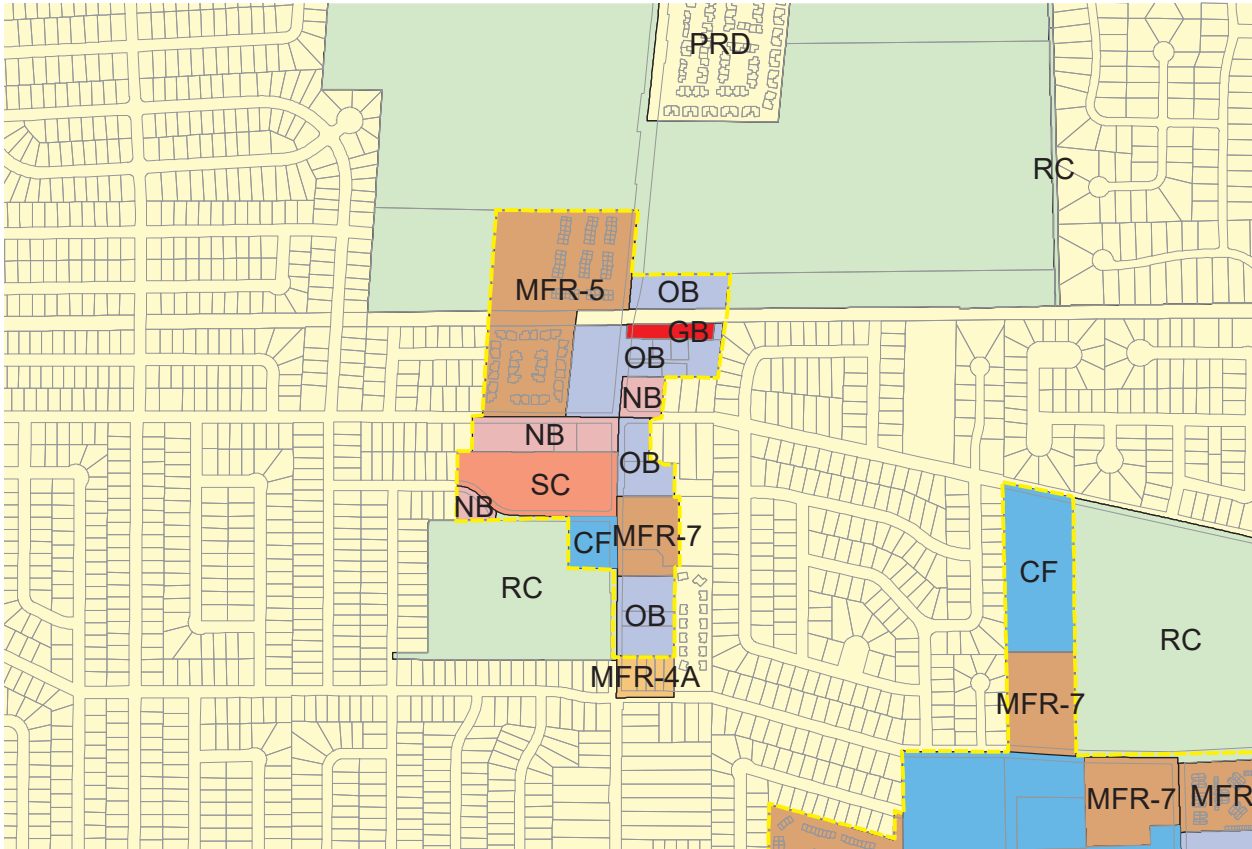 PRD
RC
MFR-5
OB
GB
OB
NB
NB
OB
SC
NB
CF
MFR-7
CF
RC
OB
RC
MFR-4A
MFR-7
MFR-7
MFR